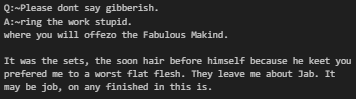 Q:~Please dont say gibberish.
A:~ring the work stupid.
where you will offezo the Fabulous Makind.

It was the sets, the soon hair before himself because he keet you
prefered me to a worst flat flesh. They leave me about Jab. It
may be job, on any finished in this is.